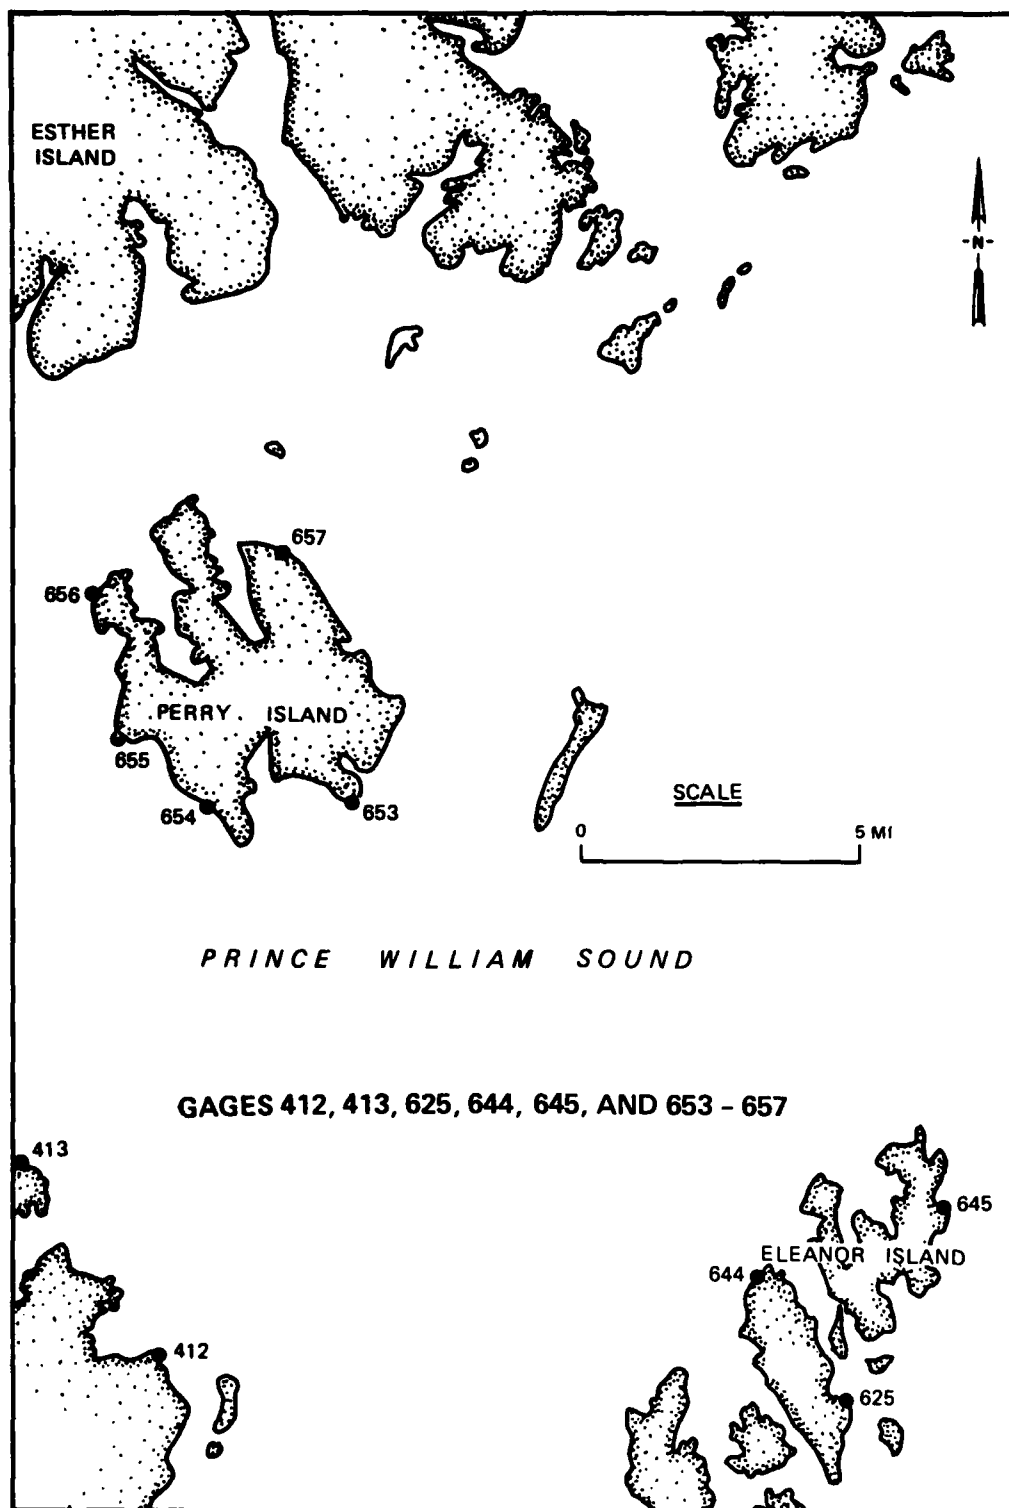 ESTHER
ISLAND
-N-
657
656
PERRY. ISLAND
655
654
653
SCALE
0 5 MI
PRINCE WILLIAM SOUND
GAGES 412, 413, 625, 644, 645, AND 653 - 657
413
645
ELEANOR ISLAND
644
412
625